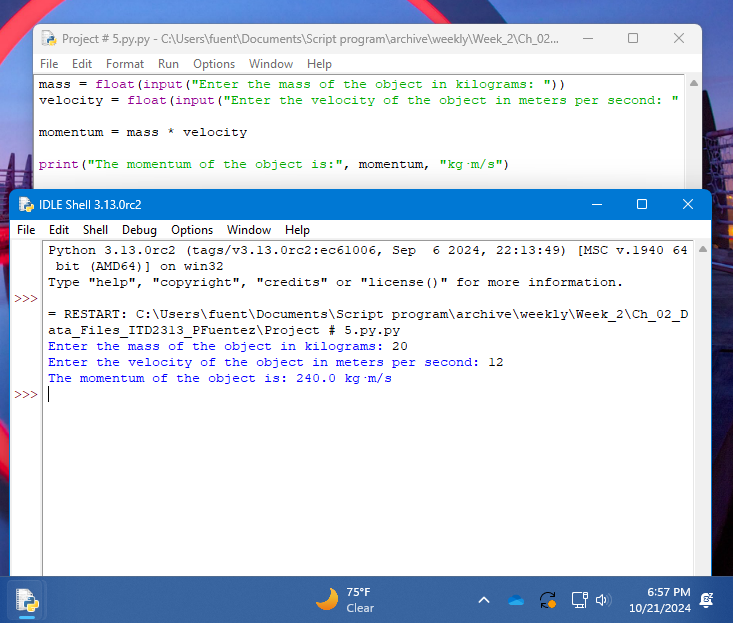 Project # 5.py.py - C:\Users\fuent\Documents\Script program\archive\weekly\Week_2\Ch_02...
File Edit Format Run Options Window Help
mass = float(input("Enter the mass of the object in kilograms: "))
velocity = float(input("Enter the velocity of the object in meters per second: "
momentum = mass * velocity
print("The momentum of the object is:", momentum, "kg·m/s")
IDLE Shell 3.13.0rc2
File Edit Shell Debug Options Window Help
Python 3.13.0rc2 (tags/v3.13.0rc2:ec61006, Sep  6 2024, 22:13:49) [MSC v.1940 64
 bit (AMD64)] on win32
Type "help", "copyright", "credits" or "license()" for more information.
>>>
= RESTART: C:\Users\fuent\Documents\Script program\archive\weekly\Week_2\Ch_02_D
ata_Files_ITD2313_PFuentez\Project # 5.py.py
Enter the mass of the object in kilograms: 20
Enter the velocity of the object in meters per second: 12
The momentum of the object is: 240.0 kg·m/s
>>>
75°F
Clear
6:57 PM
10/21/2024